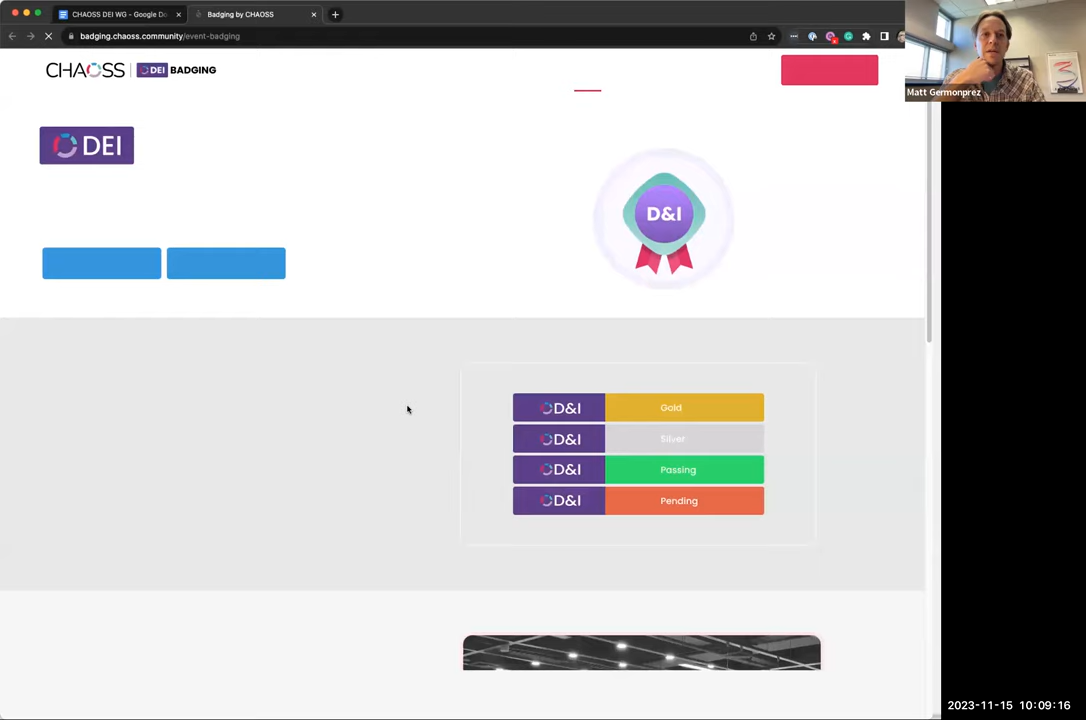 CHAOSS DEI WG - Google Do
Badging by CHAOSS
badging.chaoss.community/event-badging
CHAOSS DEI BADGING
DEI
D&I
D&I Gold
D&I Silver
D&I Passing
D&I Pending
Matt Germonprez
2023-11-15 10:09:16